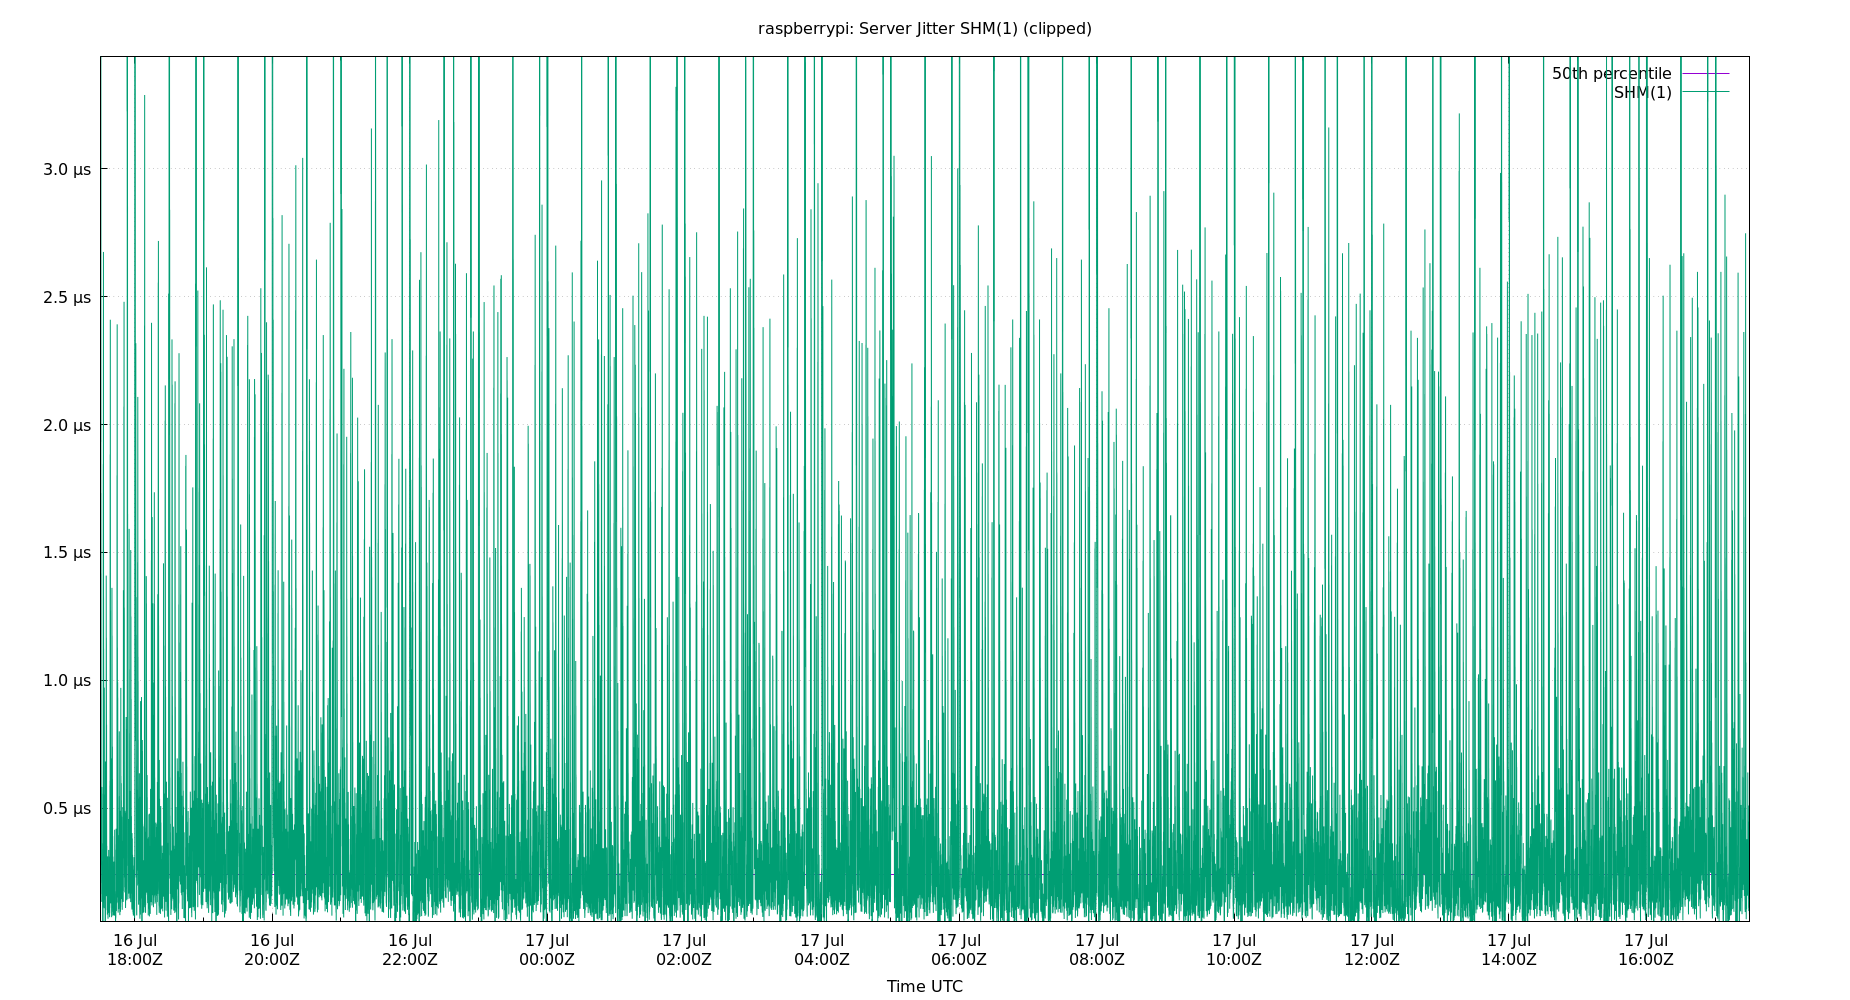 raspberrypi: Server Jitter SHM(1) (clipped)
50th percentile
SHM(1)
3.0 µs
2.5 µs
2.0 µs
1.5 µs
1.0 µs
0.5 µs
16 Jul 16 Jul 16 Jul 17 Jul 17 Jul 17 Jul 17 Jul 17 Jul 17 Jul 17 Jul 17 Jul 17 Jul
18:00Z 20:00Z 22:00Z 00:00Z 02:00Z 04:00Z 06:00Z 08:00Z 10:00Z 12:00Z 14:00Z 16:00Z
Time UTC